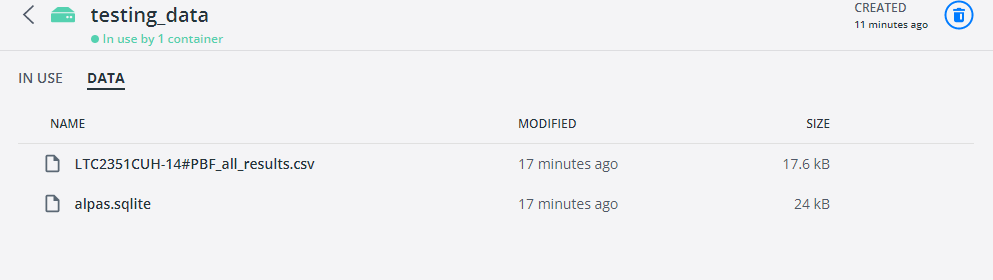 testing_data
In use by 1 container
CREATED
11 minutes ago
IN USE DATA
NAME MODIFIED SIZE
LTC2351CUH-14#PBF_all_results.csv 17 minutes ago 17.6 kB
alpas.sqlite 17 minutes ago 24 kB